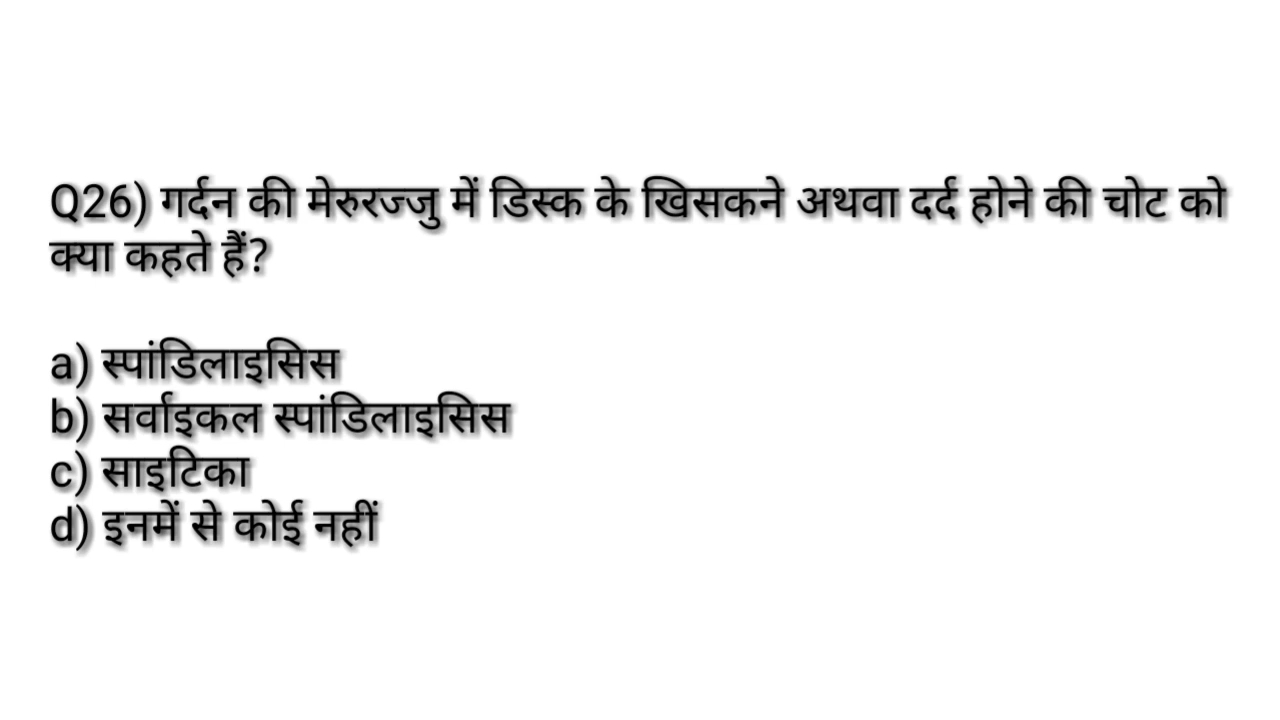 Q26) गर्दन की मेरुरज्जु में डिस्क के खिसकने अथवा दर्द होने की चोट को
क्या कहते हैं?
a) स्पांडिलाइसिस
b) सर्वाइकल स्पांडिलाइसिस
c) साइटिका
d) इनमें से कोई नहीं